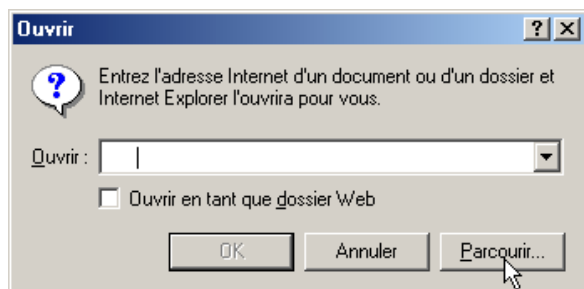 Ouvrir
Entrez l'adresse Internet d'un document ou d'un dossier et
Internet Explorer l'ouvrira pour vous.
Ouvrir :
Ouvrir en tant que dossier Web
OK Annuler Parcourir...